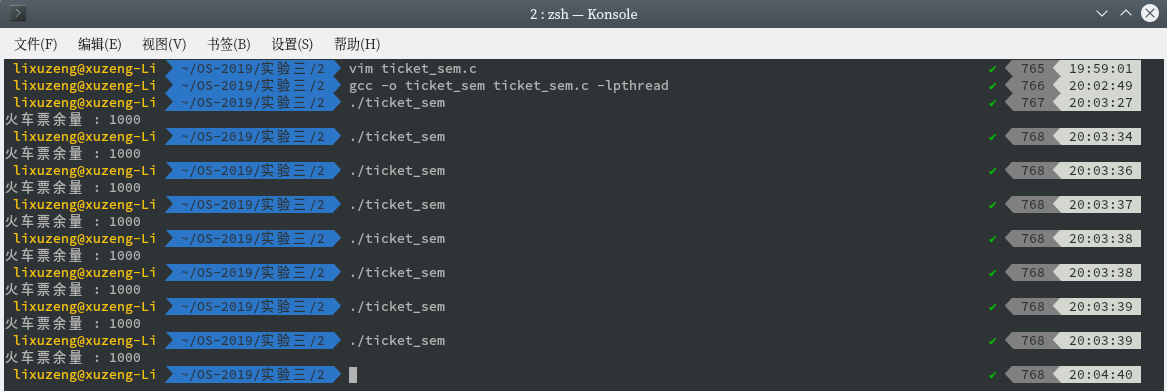 2 : zsh — Konsole
文件(F) 编辑(E) 视图(V) 书签(B) 设置(S) 帮助(H)
lixuzeng@xuzeng-Li ~/OS-2019/实验三/2 vim ticket_sem.c ✔ 765 19:59:01
lixuzeng@xuzeng-Li ~/OS-2019/实验三/2 gcc -o ticket_sem ticket_sem.c -lpthread ✔ 766 20:02:49
lixuzeng@xuzeng-Li ~/OS-2019/实验三/2 ./ticket_sem ✔ 767 20:03:27
火车票余量 : 1000
lixuzeng@xuzeng-Li ~/OS-2019/实验三/2 ./ticket_sem ✔ 768 20:03:34
火车票余量 : 1000
lixuzeng@xuzeng-Li ~/OS-2019/实验三/2 ./ticket_sem ✔ 768 20:03:36
火车票余量 : 1000
lixuzeng@xuzeng-Li ~/OS-2019/实验三/2 ./ticket_sem ✔ 768 20:03:37
火车票余量 : 1000
lixuzeng@xuzeng-Li ~/OS-2019/实验三/2 ./ticket_sem ✔ 768 20:03:38
火车票余量 : 1000
lixuzeng@xuzeng-Li ~/OS-2019/实验三/2 ./ticket_sem ✔ 768 20:03:38
火车票余量 : 1000
lixuzeng@xuzeng-Li ~/OS-2019/实验三/2 ./ticket_sem ✔ 768 20:03:39
火车票余量 : 1000
lixuzeng@xuzeng-Li ~/OS-2019/实验三/2 ./ticket_sem ✔ 768 20:03:39
火车票余量 : 1000
lixuzeng@xuzeng-Li ~/OS-2019/实验三/2 ✔ 768 20:04:40